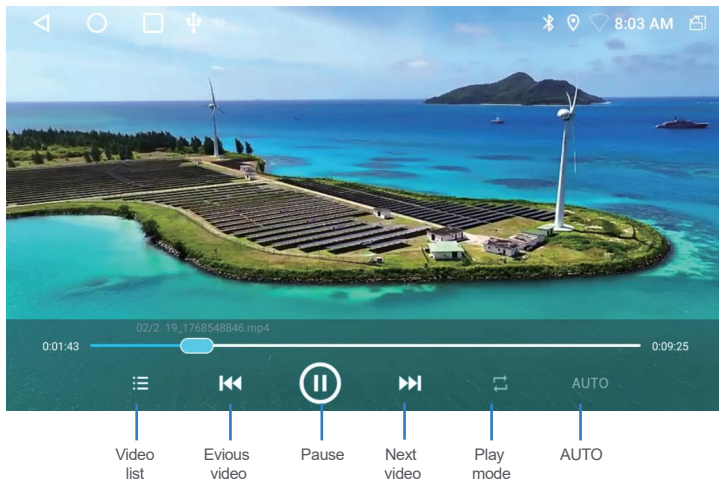 8:03 AM
02/2 19_1768548846.mp4
0:01:43
0:09:25
AUTO
Video list
Evious video
Pause
Next video
Play mode
AUTO